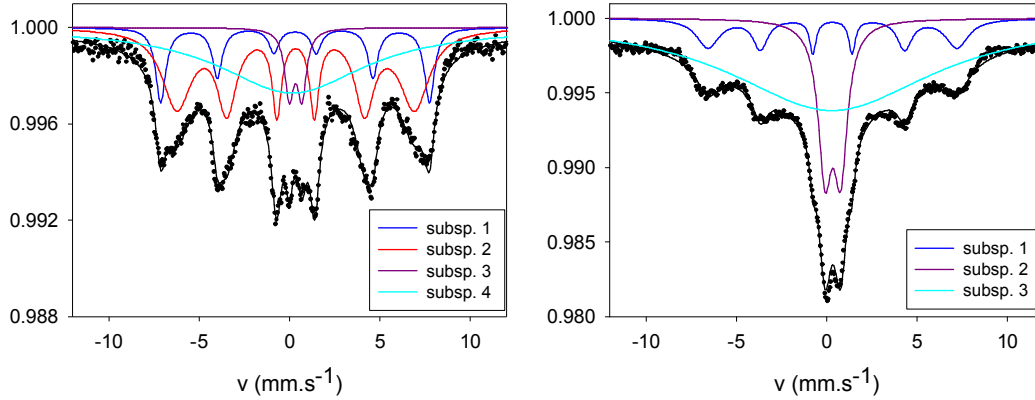 1.000
0.996
0.992
0.988
-10
-5
0
5
10
v (mm.s-1)
subsp. 1
subsp. 2
subsp. 3
subsp. 4
1.000
0.995
0.990
0.985
0.980
-10
-5
0
5
10
v (mm.s-1)
subsp. 1
subsp. 2
subsp. 3